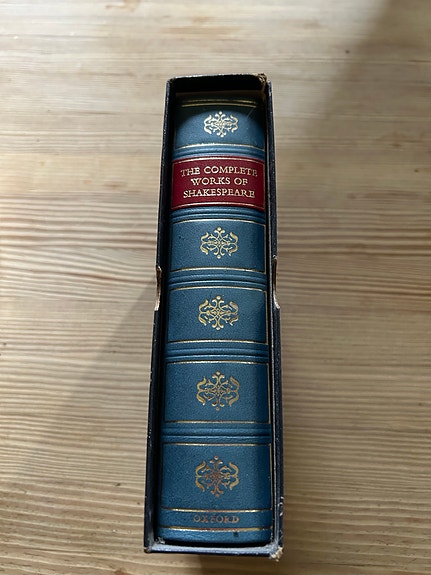 THE COMPLETE
WORKS OF
SHAKESPEARE
OXFORD